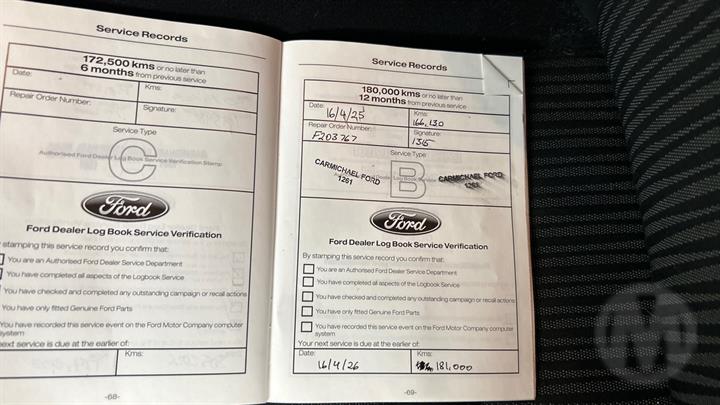 Service Records
172,500 kms or no later than
6 months from previous service
Date:
Kms:
Repair Order Number:
Signature:
Service Type
C
Authorised Ford Dealer Log Book Service Verification Stamp
Ford
Ford Dealer Log Book Service Verification
stamping this service record you confirm that:
You are an Authorised Ford Dealer Service Department
You have completed all aspects of the Logbook Service
You have checked and completed any outstanding campaign or recall actions
You have only fitted Genuine Ford Parts
You have recorded this service event on the Ford Motor Company computer
system
next service is due at the earlier of:
Date:
Kms:
-68-
Service Records
180,000 kms or no later than
12 months from previous service
Date: 16/4/25
Kms: 166,130
Repair Order Number: F203767
Signature: 1315
Service Type
B
CARMICHAEL FORD
1261
CARMICHAEL FORD
1261
Ford
Ford Dealer Log Book Service Verification
By stamping this service record you confirm that:
You are an Authorised Ford Dealer Service Department
You have completed all aspects of the Logbook Service
You have checked and completed any outstanding campaign or recall actions
You have only fitted Genuine Ford Parts
You have recorded this service event on the Ford Motor Company computer
system
Your next service is due at the earlier of:
Date: 16/4/26
Kms: 181,000
-69-
M